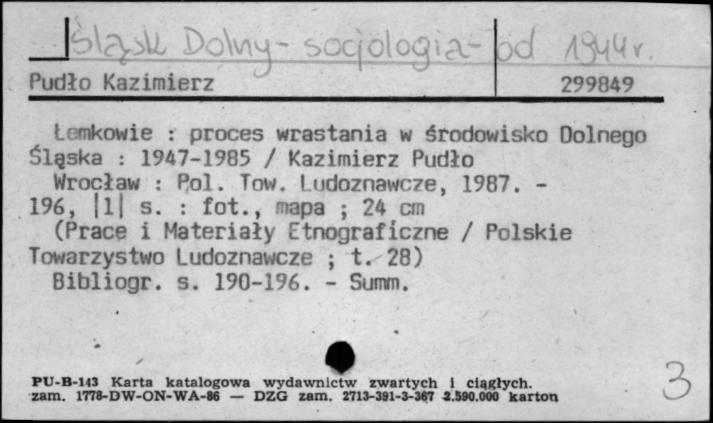 Śląsk Dolny - socjologia - od 1944 r.
Pudło Kazimierz 299849
Łemkowie : proces wrastania w środowisko Dolnego
Śląska : 1947-1985 / Kazimierz Pudło
Wrocław : Pol. Tow. Ludoznawcze, 1987. -
196, |1| s. : fot., mapa ; 24 cm
(Prace i Materiały Etnograficzne / Polskie
Towarzystwo Ludoznawcze ; t. 28)
Bibliogr. s. 190-196. - Summ.
PU-B-143 Karta katalogowa wydawnictw zwartych i ciągłych.
zam. 1778-DW-ON-WA-86 — DZG zam. 2713-391-3-367 2.590.000 karton
3